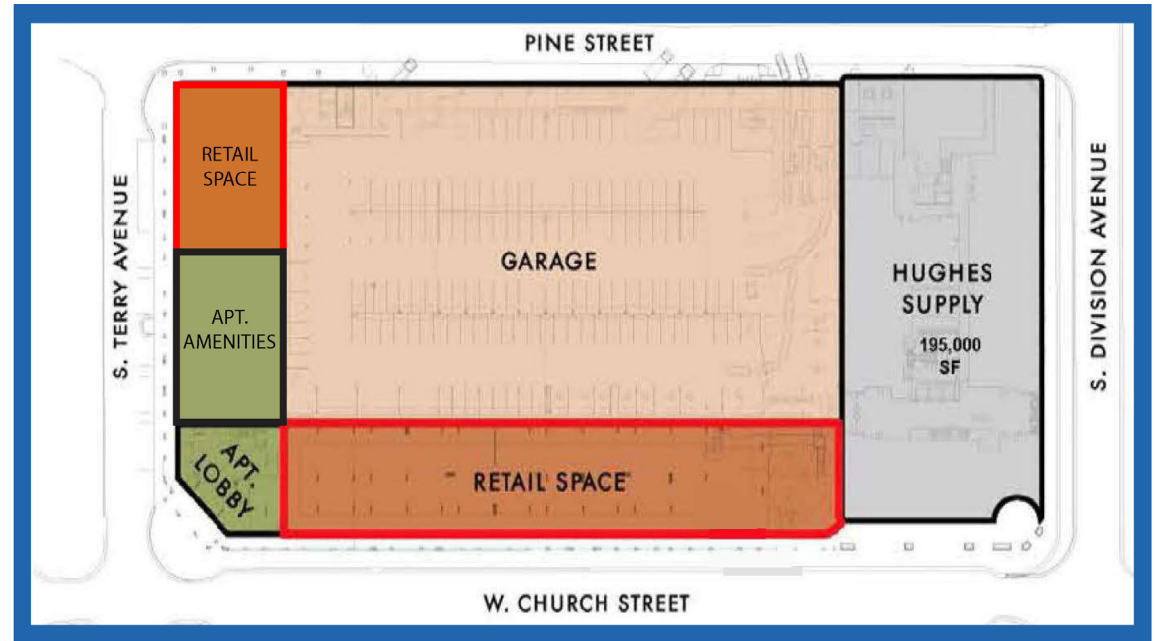 PINE STREET
S. TERRY AVENUE
RETAIL
SPACE
GARAGE
HUGHES
SUPPLY
195,000
SF
S. DIVISION AVENUE
APT.
AMENITIES
APT.
LOBBY
RETAIL SPACE
W. CHURCH STREET